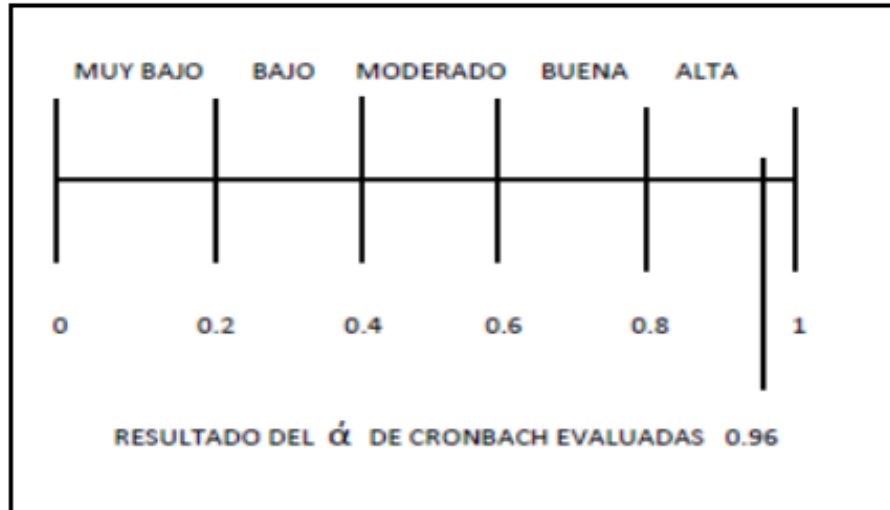 MUY BAJO BAJO MODERADO BUENA ALTA
0 0.2 0.4 0.6 0.8 1
RESULTADO DEL ά DE CRONBACH EVALUADAS 0.96